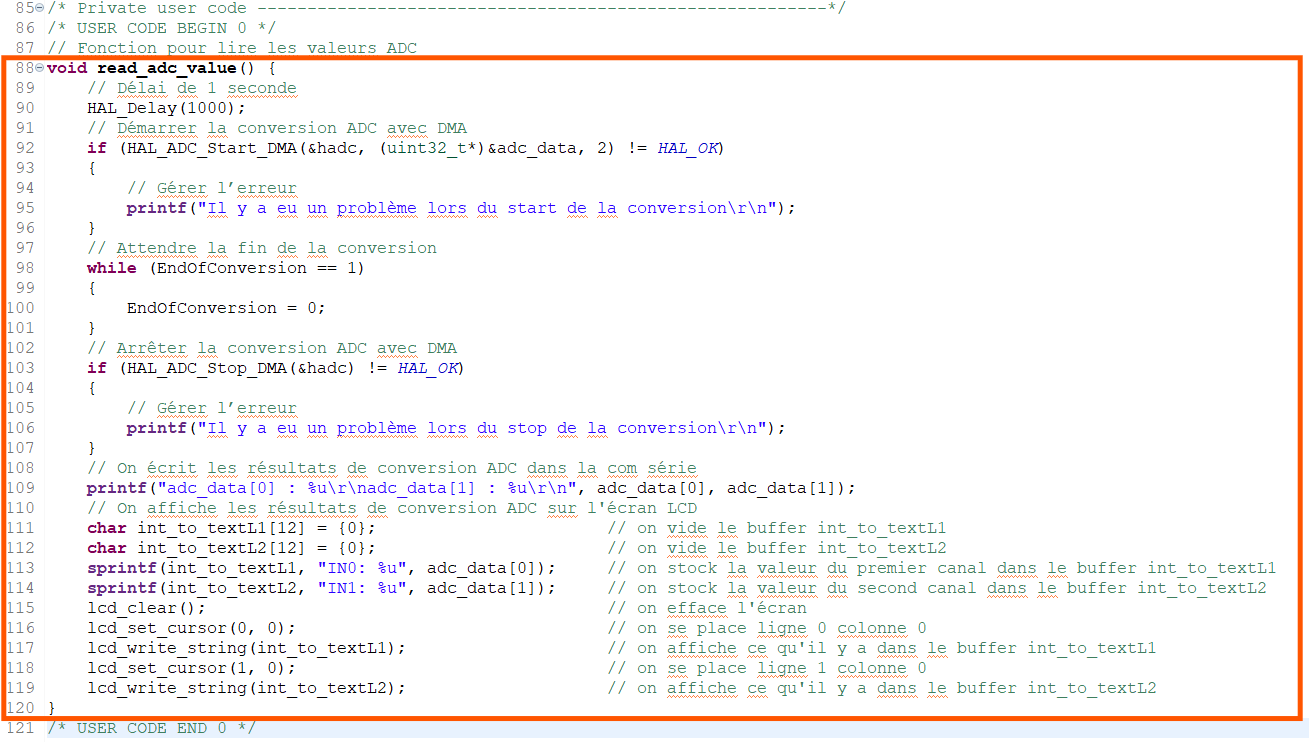 85 /* Private user code ---------------------------------------------------------*/
86 /* USER CODE BEGIN 0 */
87 // Fonction pour lire les valeurs ADC
88 void read_adc_value() {
89     // Délai de 1 seconde
90     HAL_Delay(1000);
91     // Démarrer la conversion ADC avec DMA
92     if (HAL_ADC_Start_DMA(&hadc, (uint32_t*)&adc_data, 2) != HAL_OK)
93     {
94         // Gérer l’erreur
95         printf("Il y a eu un problème lors du start de la conversion\r\n");
96     }
97     // Attendre la fin de la conversion
98     while (EndOfConversion == 1)
99     {
100         EndOfConversion = 0;
101     }
102     // Arrêter la conversion ADC avec DMA
103     if (HAL_ADC_Stop_DMA(&hadc) != HAL_OK)
104     {
105         // Gérer l’erreur
106         printf("Il y a eu un problème lors du stop de la conversion\r\n");
107     }
108     // On écrit les résultats de conversion ADC dans la com série
109     printf("adc_data[0] : %u\r\nadc_data[1] : %u\r\n", adc_data[0], adc_data[1]);
110     // On affiche les résultats de conversion ADC sur l'écran LCD
111     char int_to_textL1[12] = {0};                       // on vide le buffer int_to_textL1
112     char int_to_textL2[12] = {0};                       // on vide le buffer int_to_textL2
113     sprintf(int_to_textL1, "IN0: %u", adc_data[0]);     // on stock la valeur du premier canal dans le buffer int_to_textL1
114     sprintf(int_to_textL2, "IN1: %u", adc_data[1]);     // on stock la valeur du second canal dans le buffer int_to_textL2
115     lcd_clear();                                        // on efface l'écran
116     lcd_set_cursor(0, 0);                               // on se place ligne 0 colonne 0
117     lcd_write_string(int_to_textL1);                    // on affiche ce qu'il y a dans le buffer int_to_textL1
118     lcd_set_cursor(1, 0);                               // on se place ligne 1 colonne 0
119     lcd_write_string(int_to_textL2);                    // on affiche ce qu'il y a dans le buffer int_to_textL2
120 }
121 /* USER CODE END 0 */